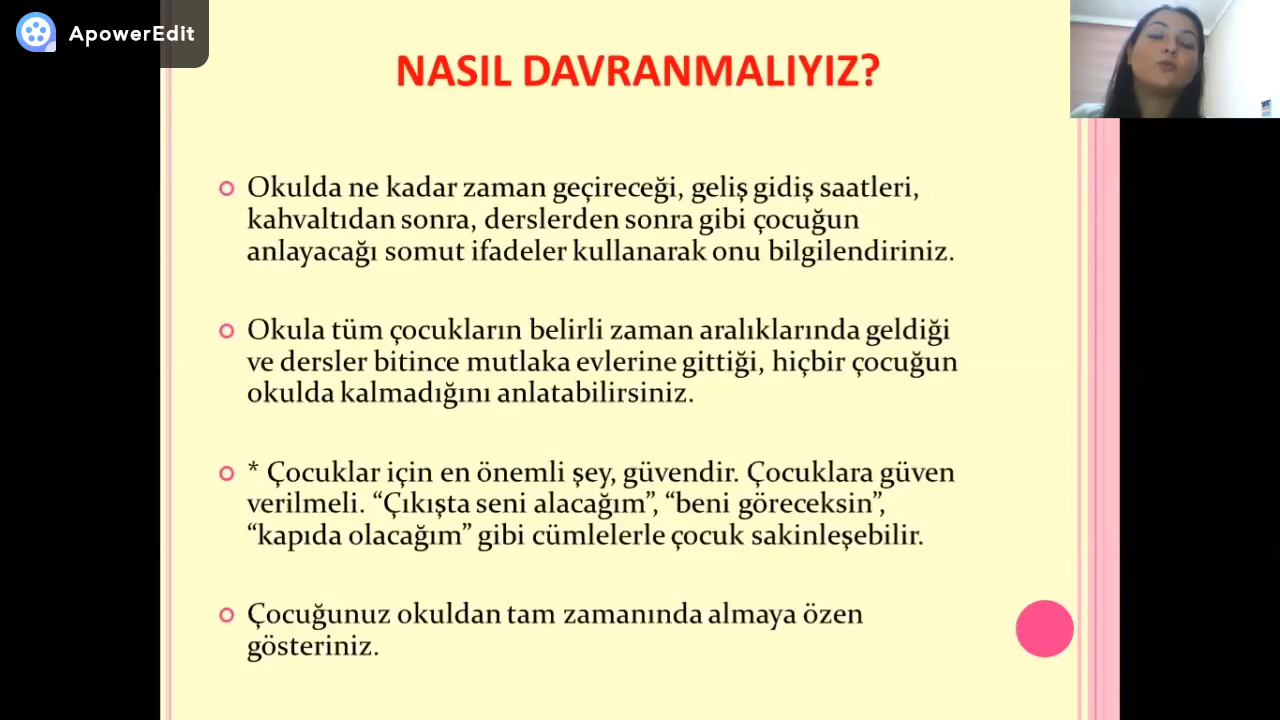 ApowerEdit
NASIL DAVRANMALIYIZ?
Okulda ne kadar zaman geçireceği, geliş gidiş saatleri,
kahvaltıdan sonra, derslerden sonra gibi çocuğun
anlayacağı somut ifadeler kullanarak onu bilgilendiriniz.
Okula tüm çocukların belirli zaman aralıklarında geldiği
ve dersler bitince mutlaka evlerine gittiği, hiçbir çocuğun
okulda kalmadığını anlatabilirsiniz.
* Çocuklar için en önemli şey, güvendir. Çocuklara güven
verilmeli. “Çıkışta seni alacağım”, “beni göreceksin”,
“kapıda olacağım” gibi cümlelerle çocuk sakinleşebilir.
Çocuğunuz okuldan tam zamanında almaya özen
gösteriniz.